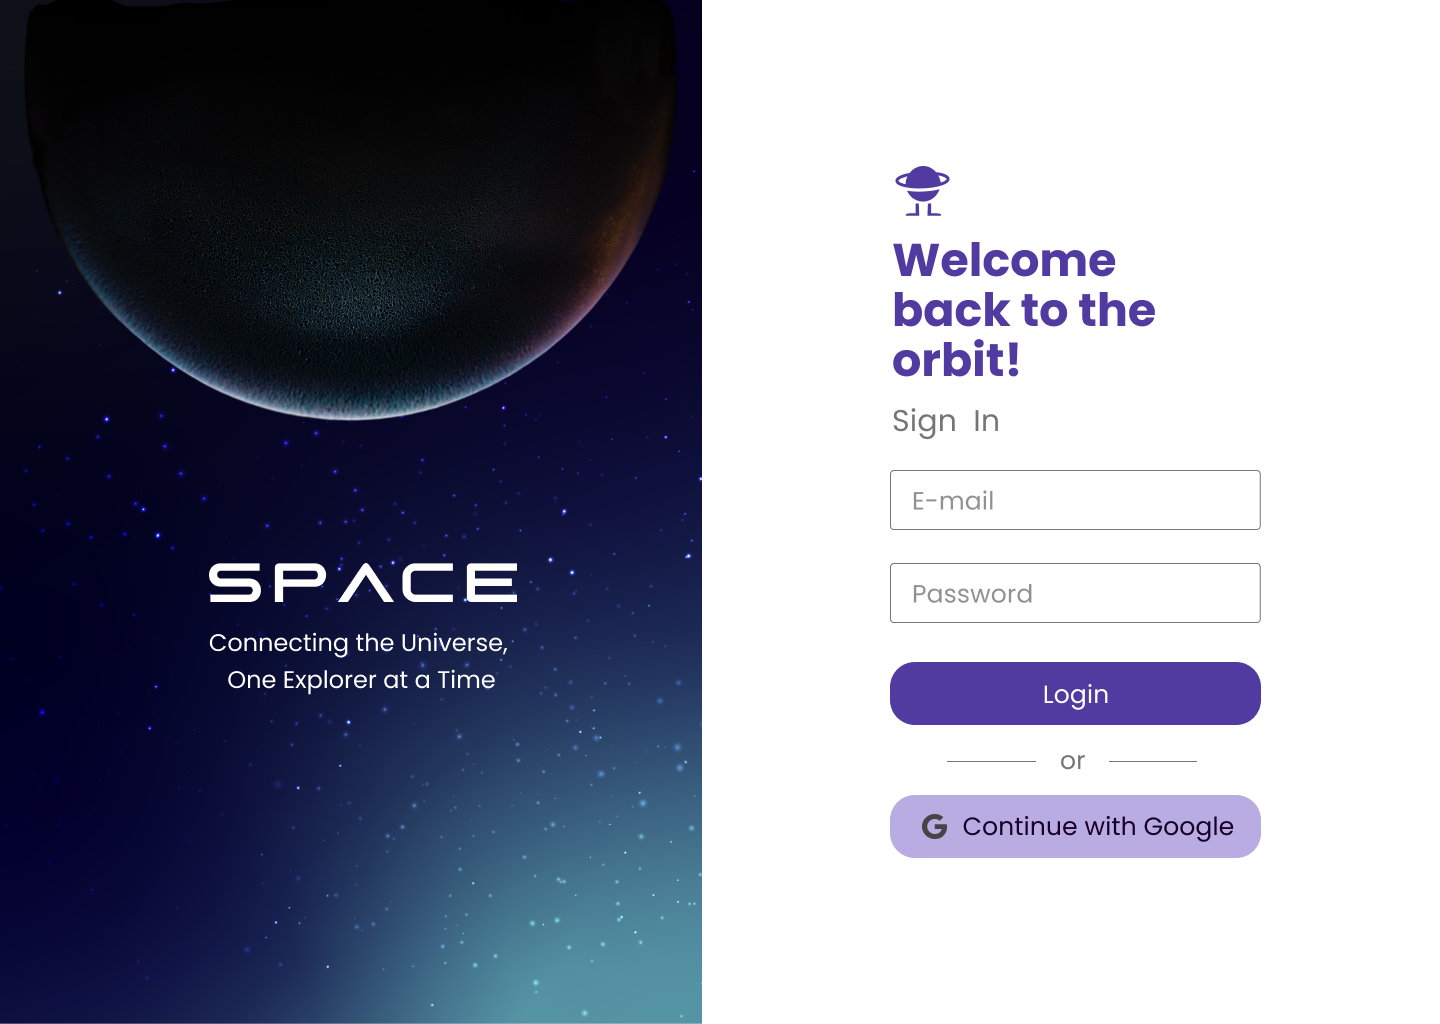 SPACE
Connecting the Universe,
One Explorer at a Time
Welcome
back to the
orbit!
Sign In
E-mail
Password
Login
or
G Continue with Google